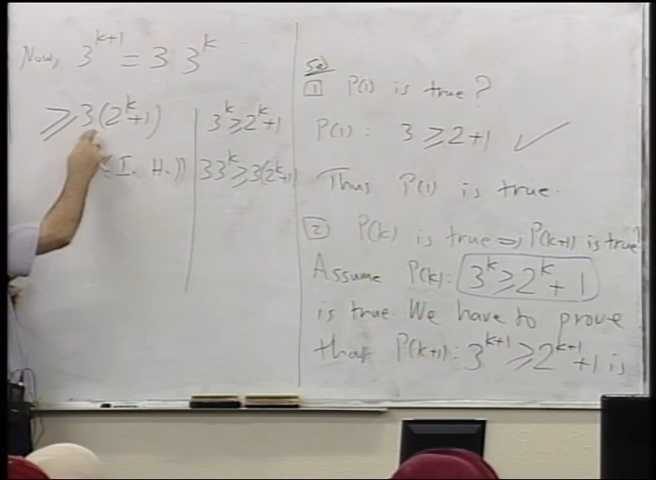 Now, 3^{k+1} = 3 3^k
≥ 3(2^k+1)
(I. H.))
3^k ≥ 2^k+1
33^k ≥ 3(2^k+1)
Sol
1 P(1) is true?
P(1): 3 ≥ 2+1 ✓
Thus P(1) is true.
2 P(k) is true ⇒ P(k+1) is true?
Assume P(k): 3^k ≥ 2^k + 1
is true. We have to prove
that P(k+1): 3^{k+1} ≥ 2^{k+1} +1 is